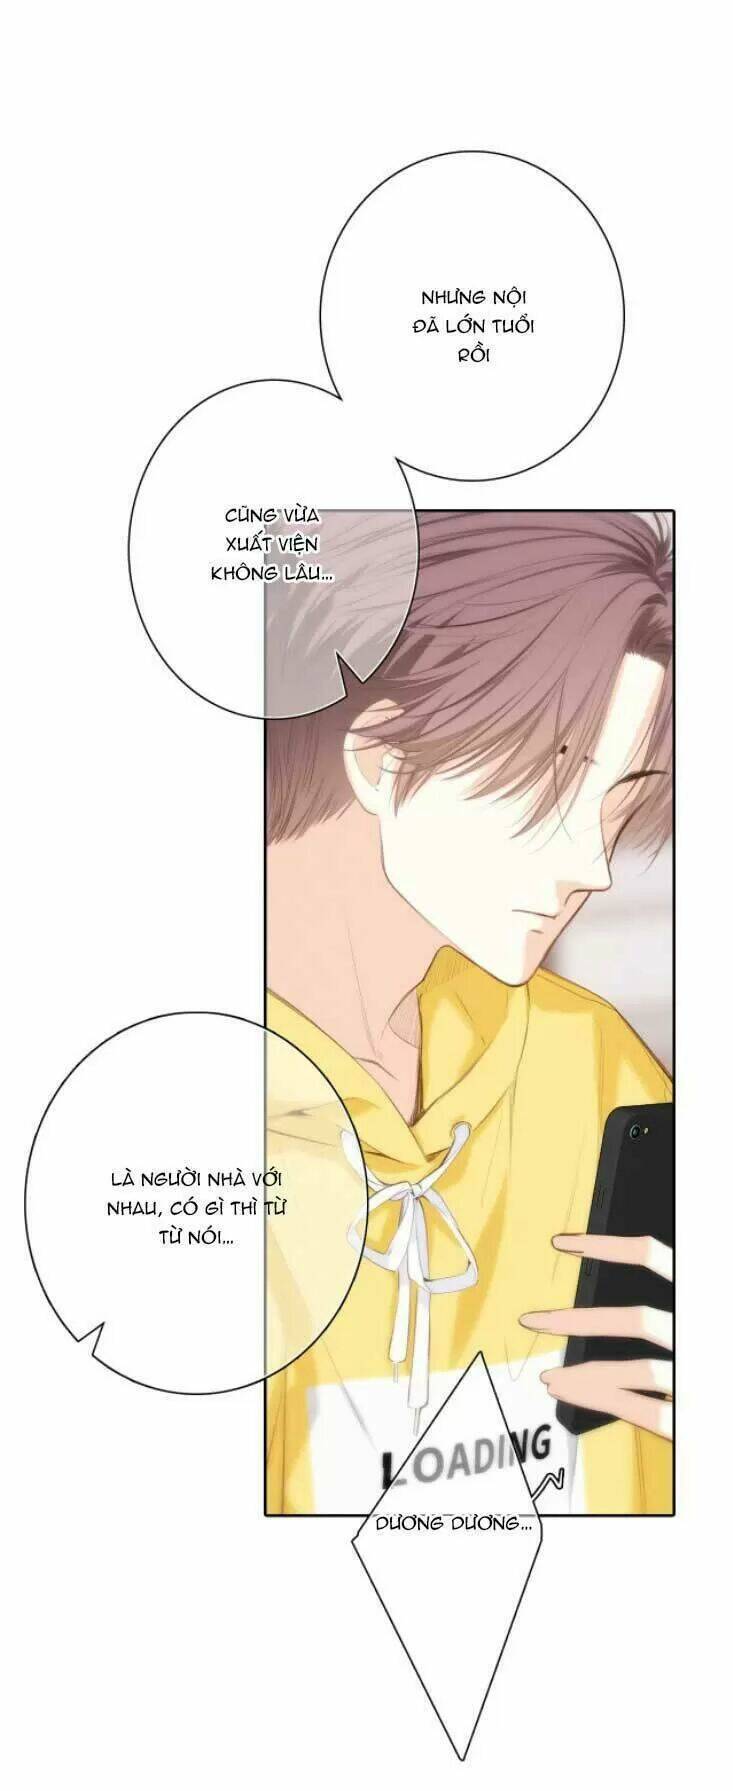 NHƯNG NỘI
ĐÃ LỚN TUỔI
RỒI
CŨNG VỪA
XUẤT VIỆN
KHÔNG LÂU...
LÀ NGƯỜI NHÀ VỚI
NHAU, CÓ GÌ THÌ TỪ
TỪ NÓI...
LOADING
DƯƠNG DƯƠNG...